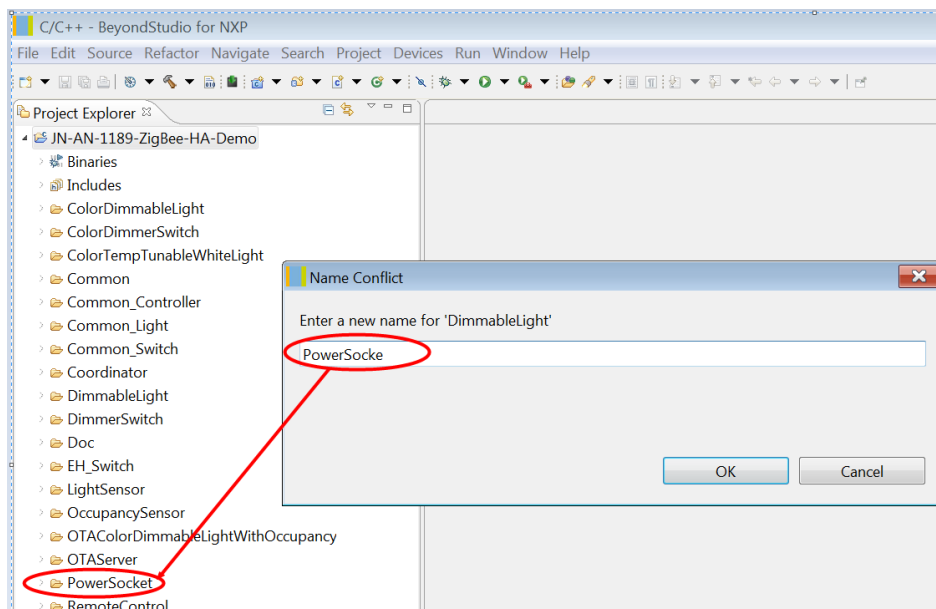 C/C++ - BeyondStudio for NXP
File Edit Source Refactor Navigate Search Project Devices Run Window Help
Project Explorer
JN-AN-1189-ZigBee-HA-Demo
Binaries
Includes
ColorDimmableLight
ColorDimmerSwitch
ColorTempTunableWhiteLight
Common
Common_Controller
Common_Light
Common_Switch
Coordinator
DimmableLight
DimmerSwitch
Doc
EH_Switch
LightSensor
OccupancySensor
OTAColorDimmableLightWithOccupancy
OTAServer
PowerSocket
RemoteControl
Name Conflict
Enter a new name for 'DimmableLight'
PowerSocke
OK Cancel